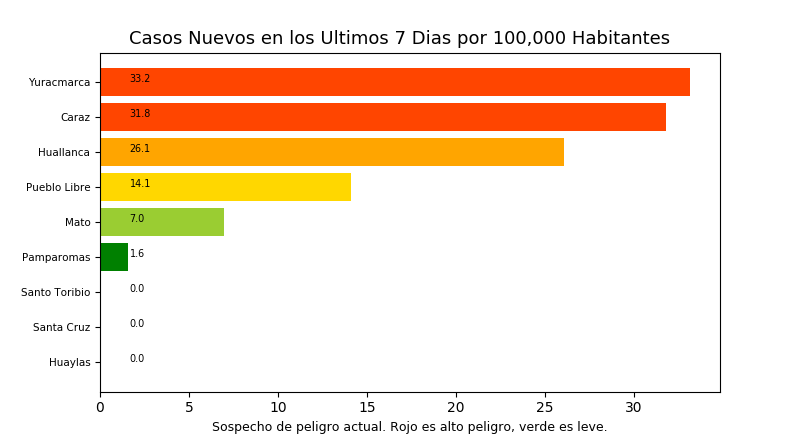 Casos Nuevos en los Ultimos 7 Dias por 100,000 Habitantes
Yuracmarca 33.2
Caraz 31.8
Huallanca 26.1
Pueblo Libre 14.1
Mato 7.0
Pamparomas 1.6
Santo Toribio 0.0
Santa Cruz 0.0
Huaylas 0.0
0 5 10 15 20 25 30
Sospecho de peligro actual. Rojo es alto peligro, verde es leve.